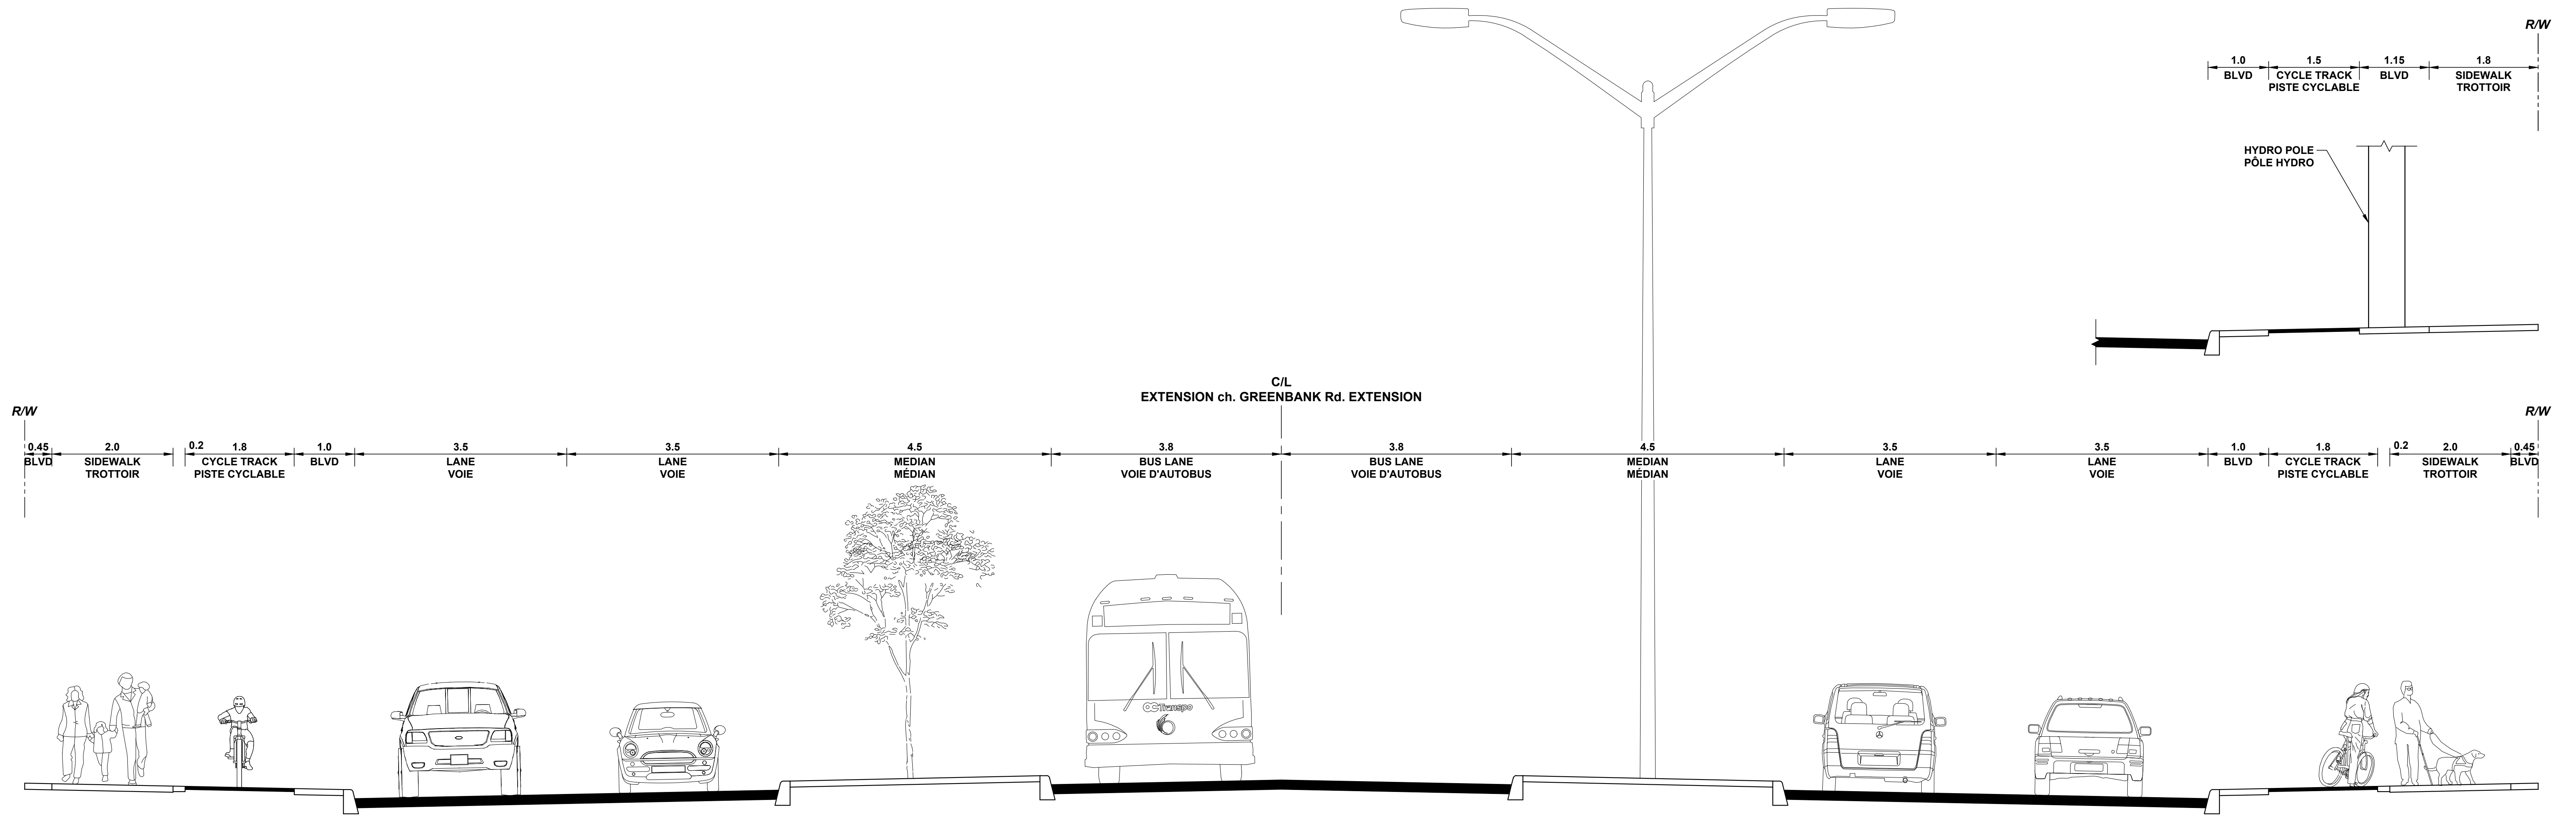 R/W
1.0 1.5 1.15 1.8
BLVD CYCLE TRACK BLVD SIDEWALK
PISTE CYCLABLE TROTTOIR
HYDRO POLE
PÔLE HYDRO
C/L
EXTENSION ch. GREENBANK Rd. EXTENSION
R/W R/W
0.45 2.0 0.2 1.8 1.0 3.5 3.5 4.5 3.8 3.8 4.5 3.5 3.5 1.0 1.8 0.2 2.0 0.45
BLVD SIDEWALK CYCLE TRACK BLVD LANE LANE MEDIAN BUS LANE BUS LANE MEDIAN LANE LANE BLVD CYCLE TRACK SIDEWALK BLVD
TROTTOIR PISTE CYCLABLE VOIE VOIE MÉDIAN VOIE D'AUTOBUS VOIE D'AUTOBUS MÉDIAN VOIE VOIE PISTE CYCLABLE TROTTOIR
OC Transpo